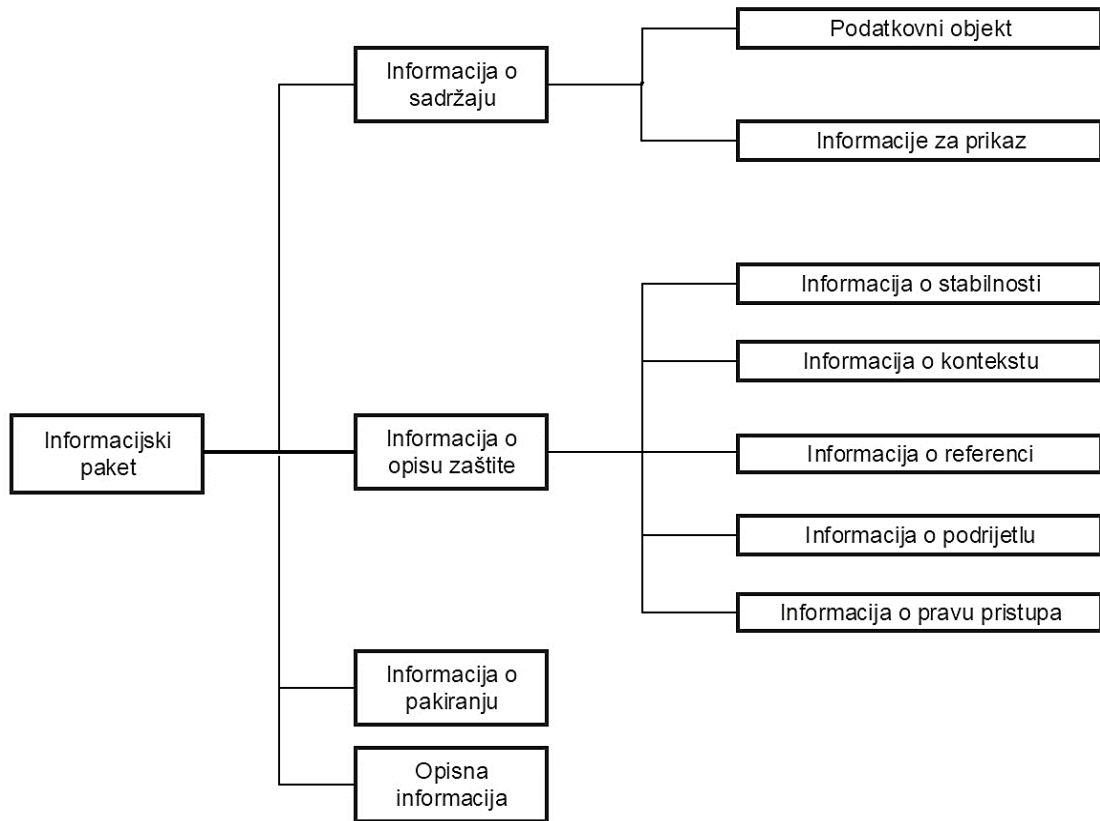 Informacijski
paket
Informacija o
sadržaju
Podatkovni objekt
Informacije za prikaz
Informacija o
opisu zaštite
Informacija o stabilnosti
Informacija o kontekstu
Informacija o referenci
Informacija o podrijetlu
Informacija o pravu pristupa
Informacija o
pakiranju
Opisna
informacija